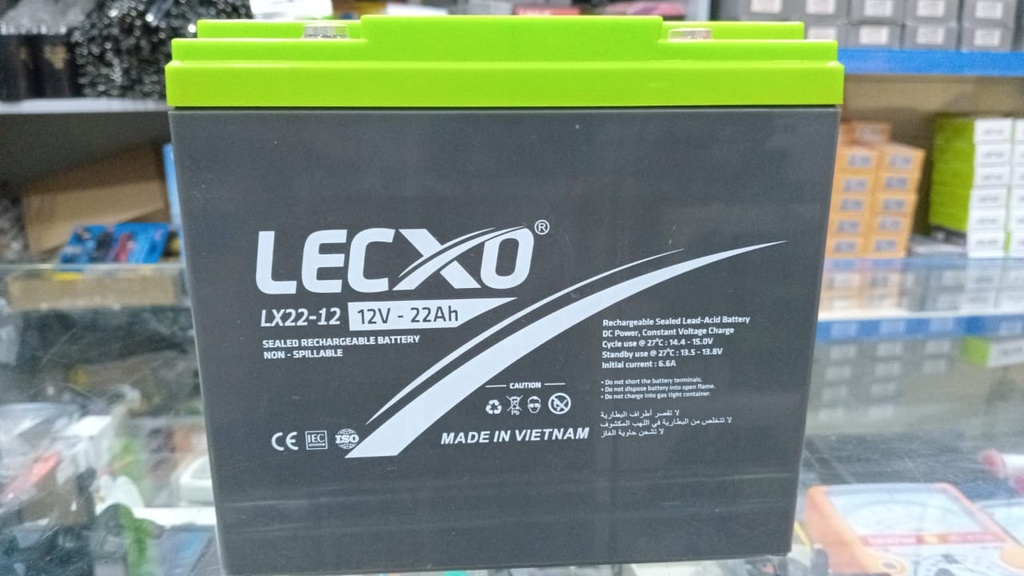 LECXO®
LX22-12 12V - 22Ah
SEALED RECHARGEABLE BATTERY
NON - SPILLABLE
Rechargeable Sealed Lead-Acid Battery
DC Power, Constant Voltage Charge
Cycle use @ 27°C : 14.4 - 15.0V
Standby use @ 27°C : 13.5 - 13.8V
Initial current : 6.6A
• Do not short the battery terminals.
• Do not dispose battery into open flame.
• Do not charge into gas tight container.
CAUTION
Pb
لا تقصر أطراف البطارية
لا تتخلص من البطارية في اللهب المكشوف
لا تشحن حاوية الغاز
CE IEC ISO
MADE IN VIETNAM